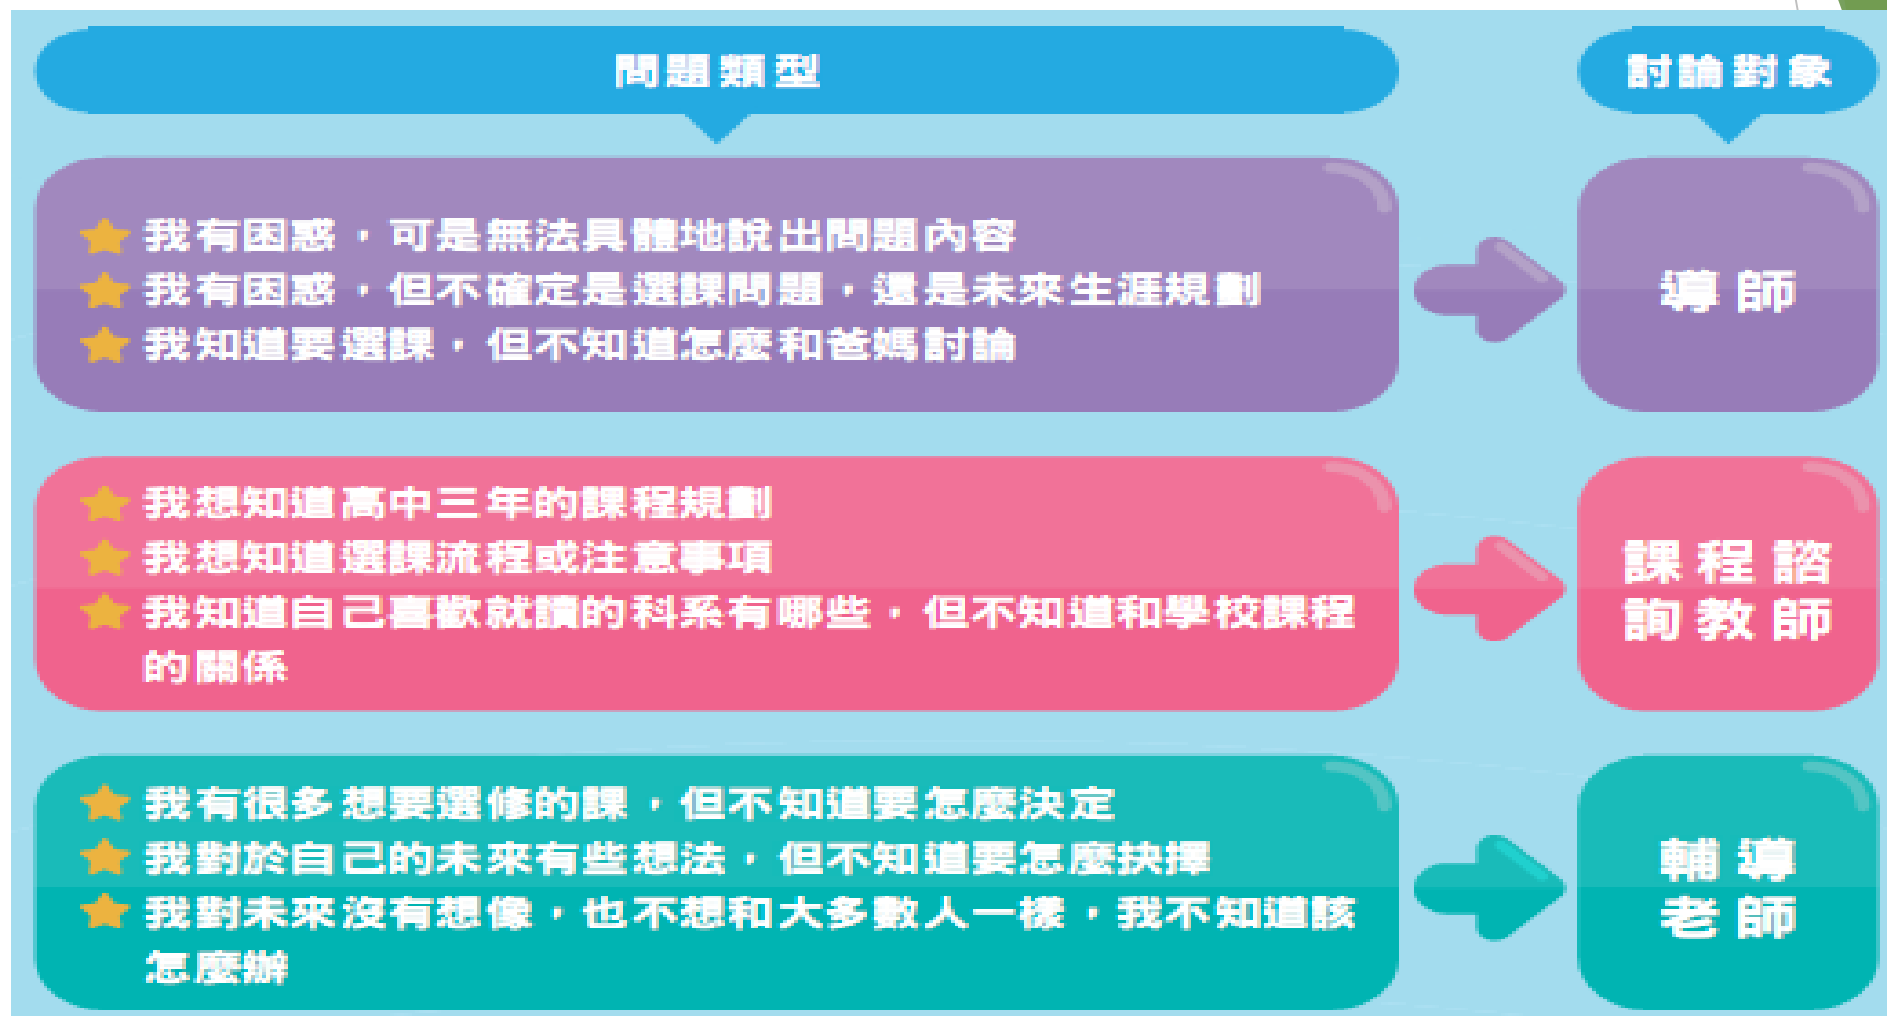 問題類型
討論對象
我有困惑，可是無法具體地說出問題內容
我有困惑，但不確定是選課問題，還是未來生涯規劃
我知道要選課，但不知道怎麼和爸媽討論
導師
我想知道高中三年的課程規劃
我想知道選課流程或注意事項
我知道自己喜歡就讀的科系有哪些，但不知道和學校課程
的關係
課程諮
詢教師
我有很多想要選修的課，但不知道要怎麼決定
我對於自己的未來有些想法，但不知道要怎麼抉擇
我對未來沒有想像，也不想和大多數人一樣，我不知道該
怎麼辦
輔導
老師